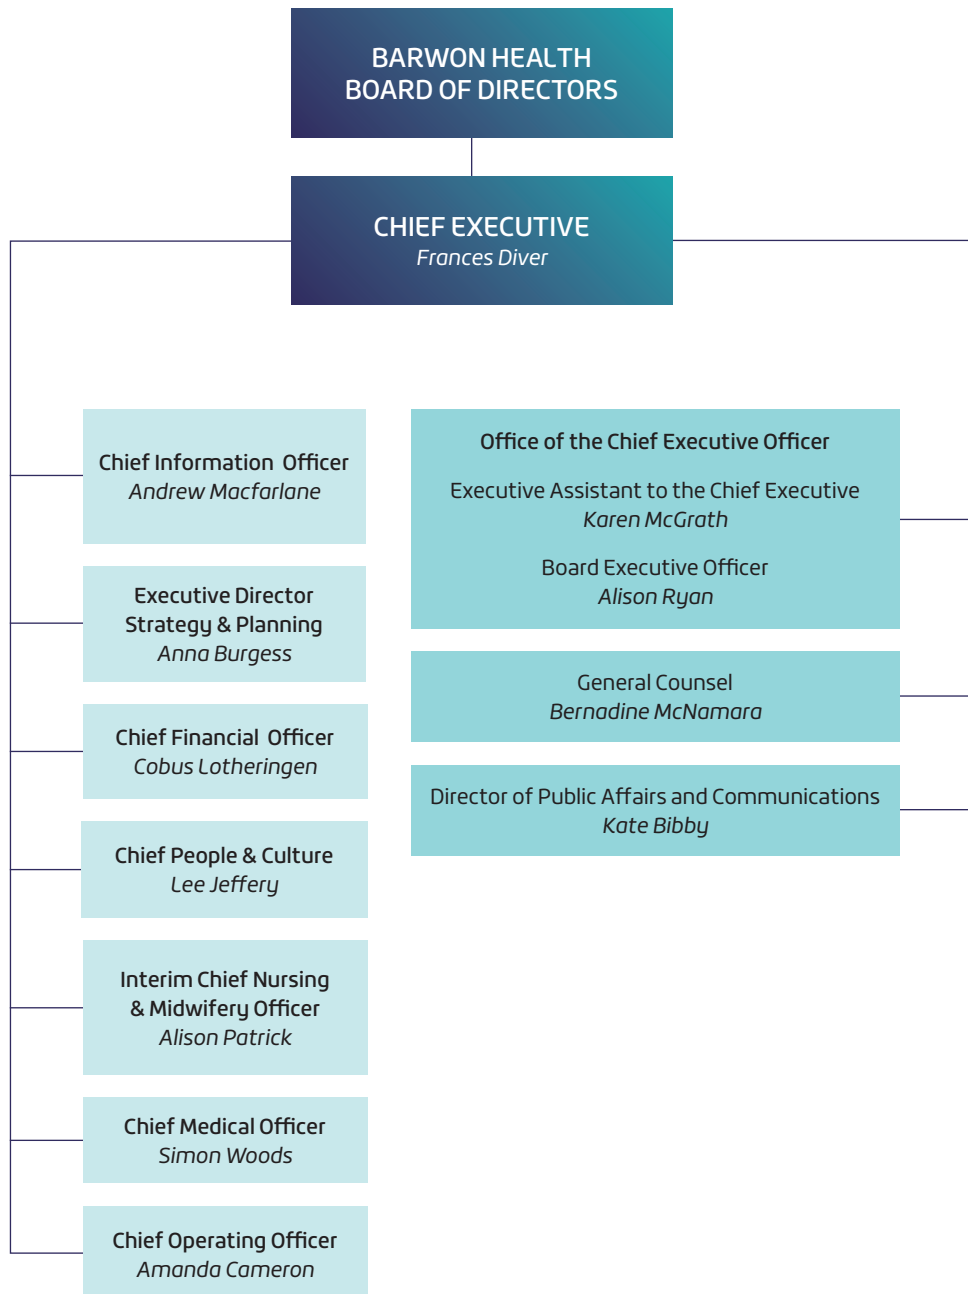 BARWON HEALTH
BOARD OF DIRECTORS
CHIEF EXECUTIVE
Frances Diver
Chief Information Officer
Andrew Macfarlane
Executive Director
Strategy & Planning
Anna Burgess
Chief Financial Officer
Cobus Lotheringen
Chief People & Culture
Lee Jeffery
Interim Chief Nursing
& Midwifery Officer
Alison Patrick
Chief Medical Officer
Simon Woods
Chief Operating Officer
Amanda Cameron
Office of the Chief Executive Officer
Executive Assistant to the Chief Executive
Karen McGrath
Board Executive Officer
Alison Ryan
General Counsel
Bernadine McNamara
Director of Public Affairs and Communications
Kate Bibby